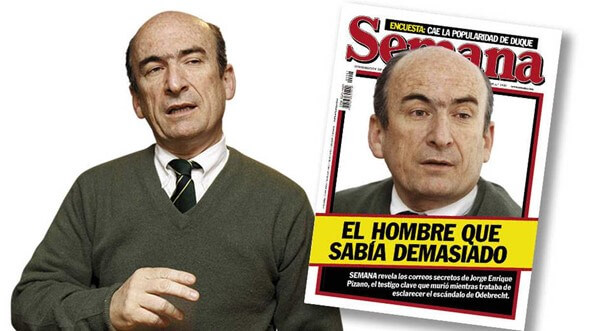 ENCUESTA: CAE LA POPULARIDAD DE DUQUE
Semana
EL HOMBRE QUE
SABÍA DEMASIADO
SEMANA revela los correos secretos de Jorge Enrique
Pizano, el testigo clave que murió mientras trataba de
esclarecer el escándalo de Odebrecht.